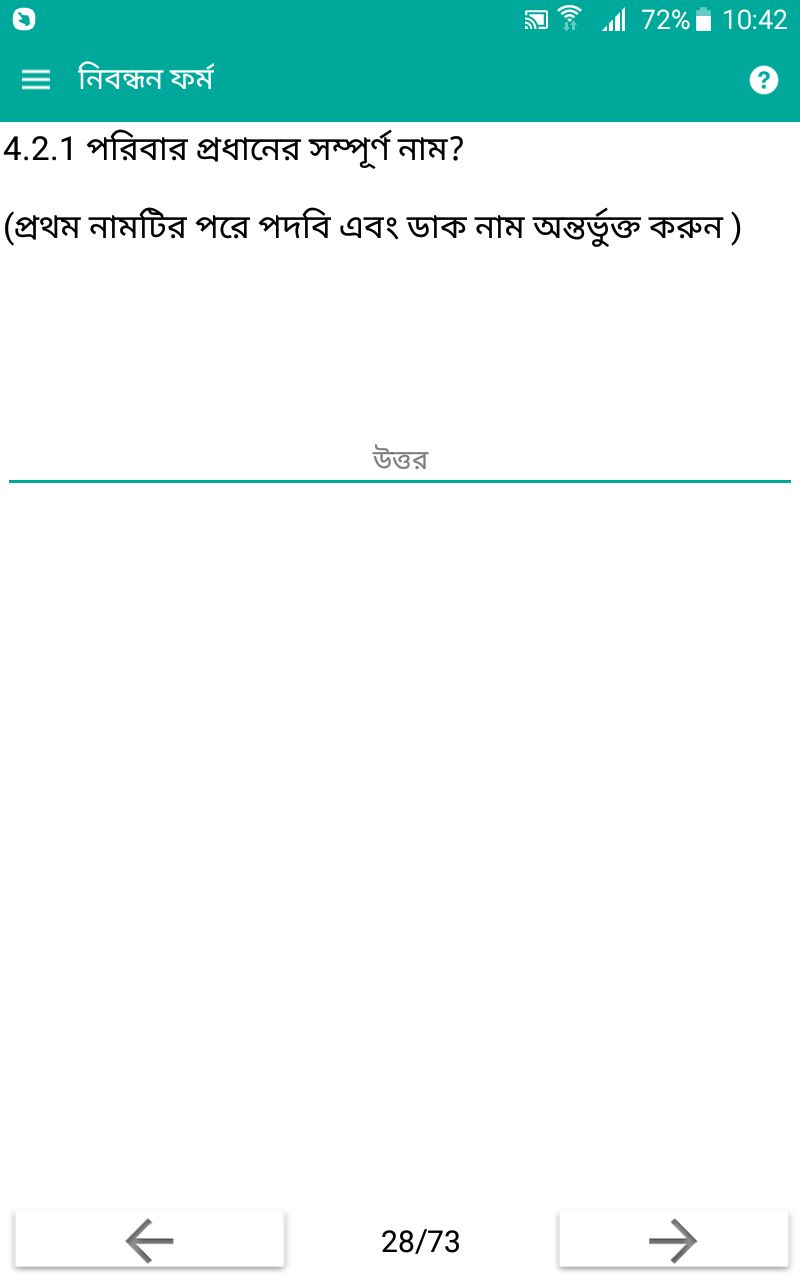 72% 10:42
নিবন্ধন ফর্ম
4.2.1 পরিবার প্রধানের সম্পূর্ণ নাম?
(প্রথম নামটির পরে পদবি এবং ডাক নাম অন্তর্ভুক্ত করুন )
উত্তর
28/73